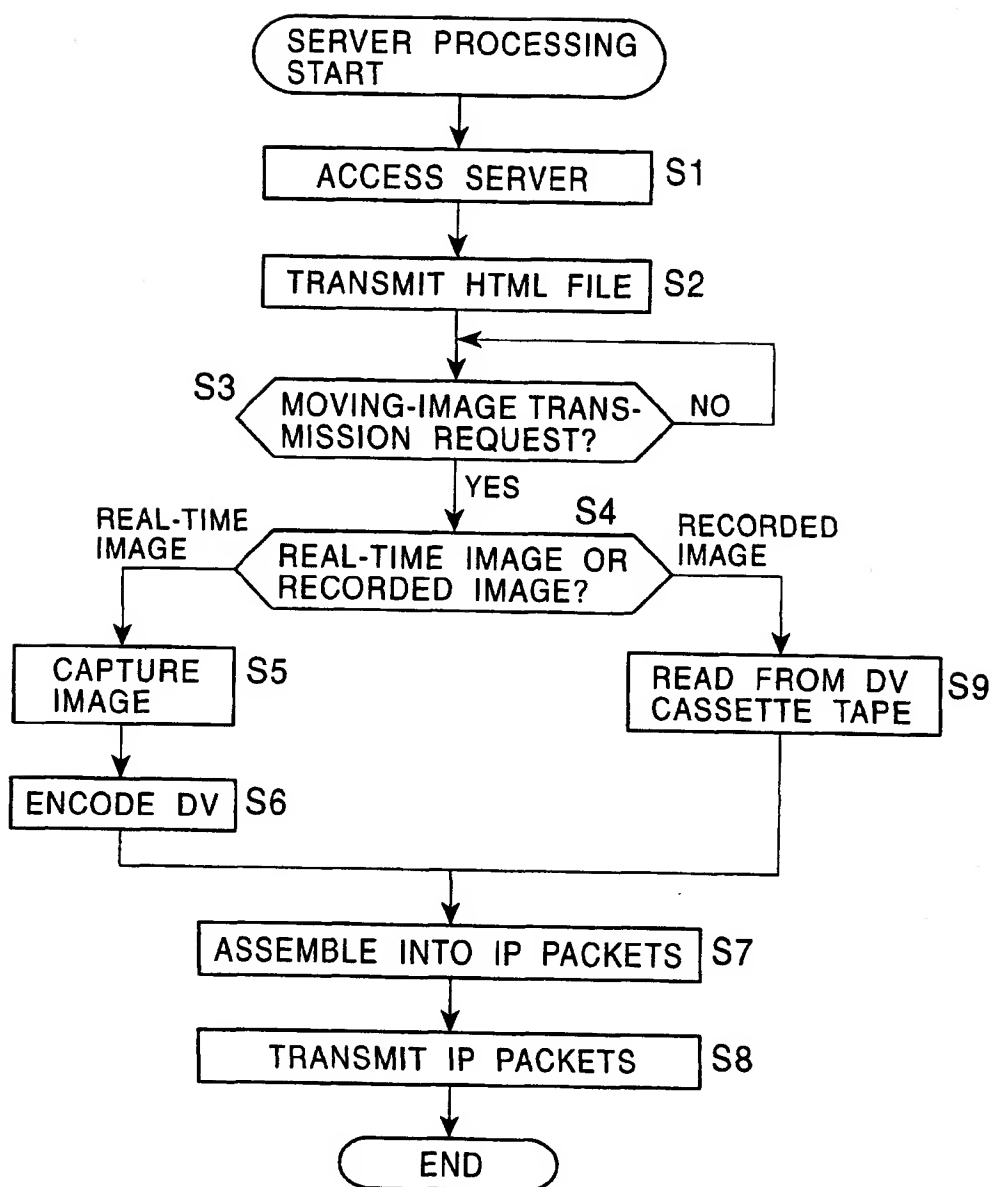 SERVER PROCESSING
START
ACCESS SERVER
S1
TRANSMIT HTML FILE
S2
S3
MOVING-IMAGE TRANS-
MISSION REQUEST?
NO
YES
S4
REAL-TIME
IMAGE
REAL-TIME IMAGE OR
RECORDED IMAGE?
RECORDED
IMAGE
CAPTURE
IMAGE
S5
READ FROM DV
CASSETTE TAPE
S9
ENCODE DV
S6
ASSEMBLE INTO IP PACKETS
S7
TRANSMIT IP PACKETS
S8
END